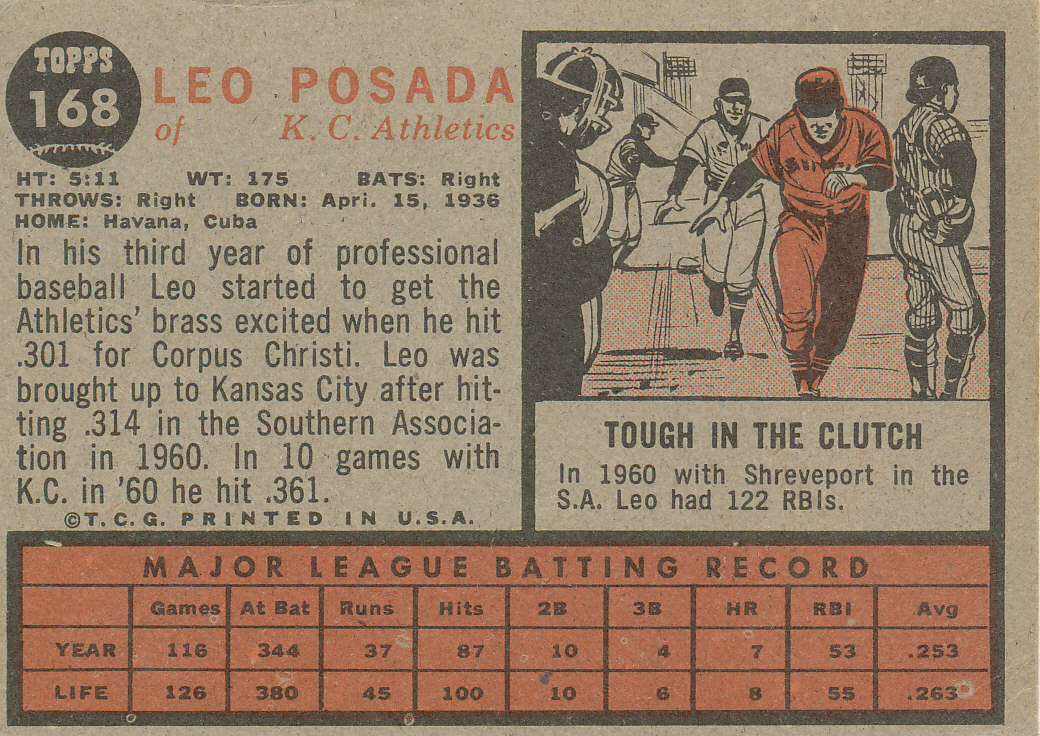 TOPPS
168
LEO POSADA
of K. C. Athletics
HT: 5:11 WT: 175 BATS: Right
THROWS: Right BORN: Apri. 15, 1936
HOME: Havana, Cuba
In his third year of professional
baseball Leo started to get the
Athletics' brass excited when he hit
.301 for Corpus Christi. Leo was
brought up to Kansas City after hit-
ting .314 in the Southern Associa-
tion in 1960. In 10 games with
K.C. in '60 he hit .361.
©T.C.G. PRINTED IN U.S.A.
TOUGH IN THE CLUTCH
In 1960 with Shreveport in the
S.A. Leo had 122 RBIs.
MAJOR LEAGUE BATTING RECORD
Games At Bat Runs Hits 2B 3B HR RBI Avg
YEAR 116 344 37 87 10 4 7 53 .253
LIFE 126 380 45 100 10 6 8 55 .263